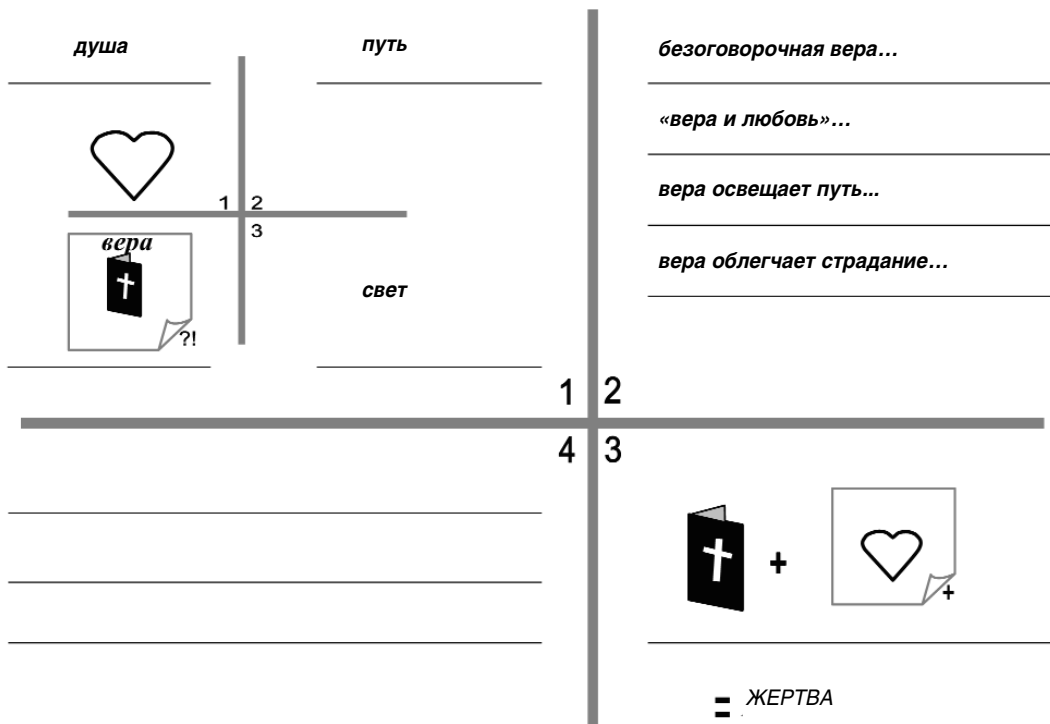 душа
путь
1 2
вера
3
?!
свет
безоговорочная вера…
«вера и любовь»…
вера освещает путь...
вера облегчает страдание…
1 2
4 3
+
+
= ЖЕРТВА